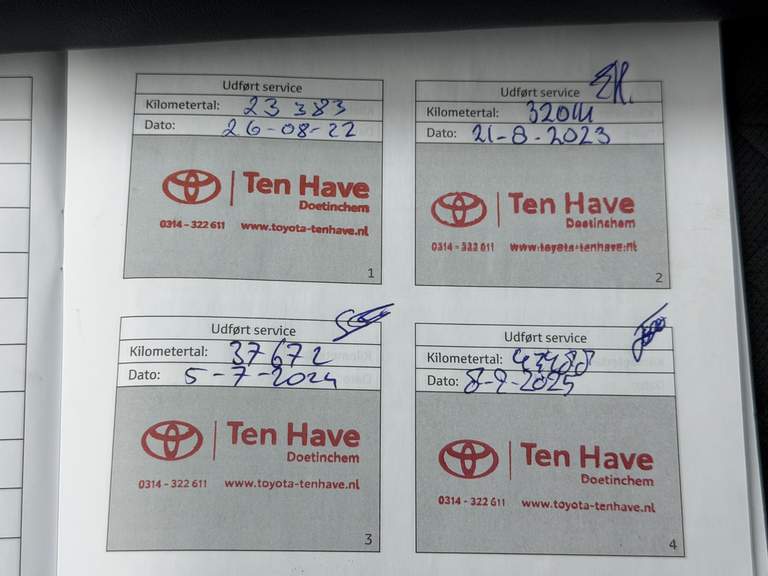 Udført service
Kilometertal: 23 383
Dato: 26-08-22
Ten Have
Doetinchem
0314 - 322 611 www.toyota-tenhave.nl
1
Udført service
Kilometertal:
Dato: 21-8-2023
Ten Have
Doetinchem
0314 - 322 611 www.toyota-tenhave.nl
2
Udført service
Kilometertal: 37672
Dato: 5-7-2024
Ten Have
Doetinchem
0314 - 322 611 www.toyota-tenhave.nl
3
Udført service
Kilometertal:
Dato: 8-9-2025
Ten Have
Doetinchem
0314 - 322 611 www.toyota-tenhave.nl
4